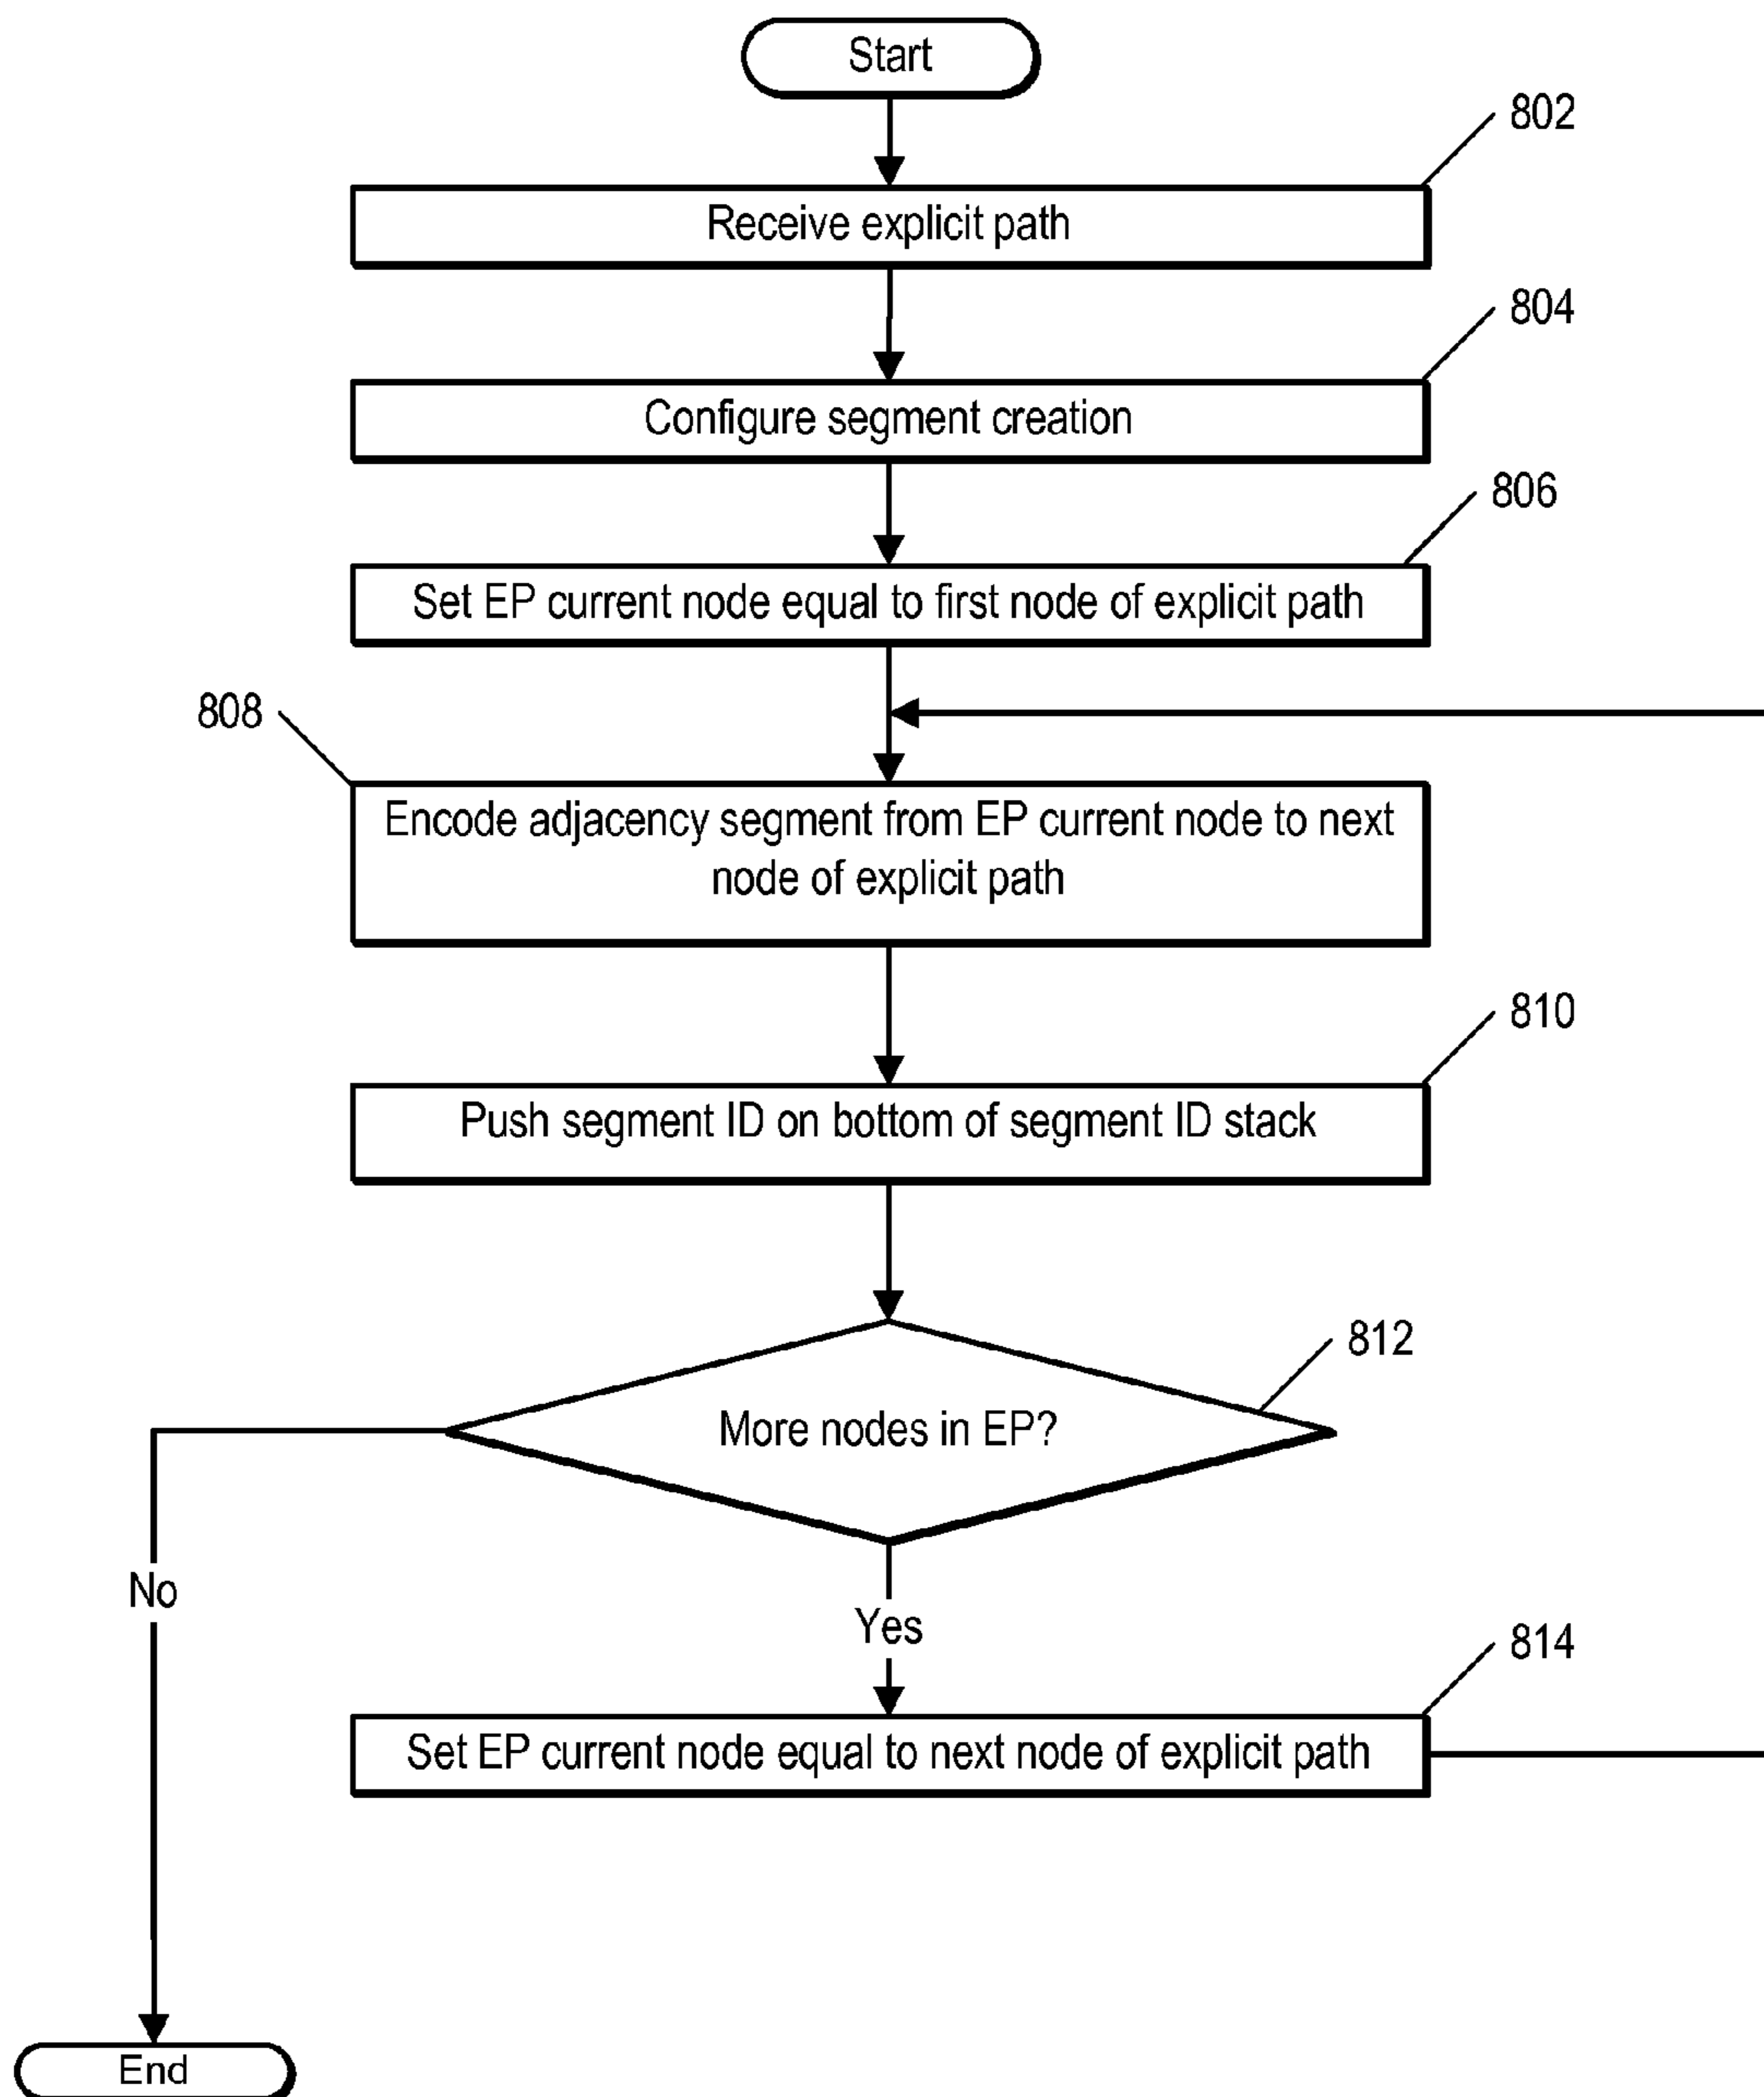 Start
802
Receive explicit path
804
Configure segment creation
806
Set EP current node equal to first node of explicit path
808
Encode adjacency segment from EP current node to next
node of explicit path
810
Push segment ID on bottom of segment ID stack
812
More nodes in EP?
No
Yes
814
Set EP current node equal to next node of explicit path
End